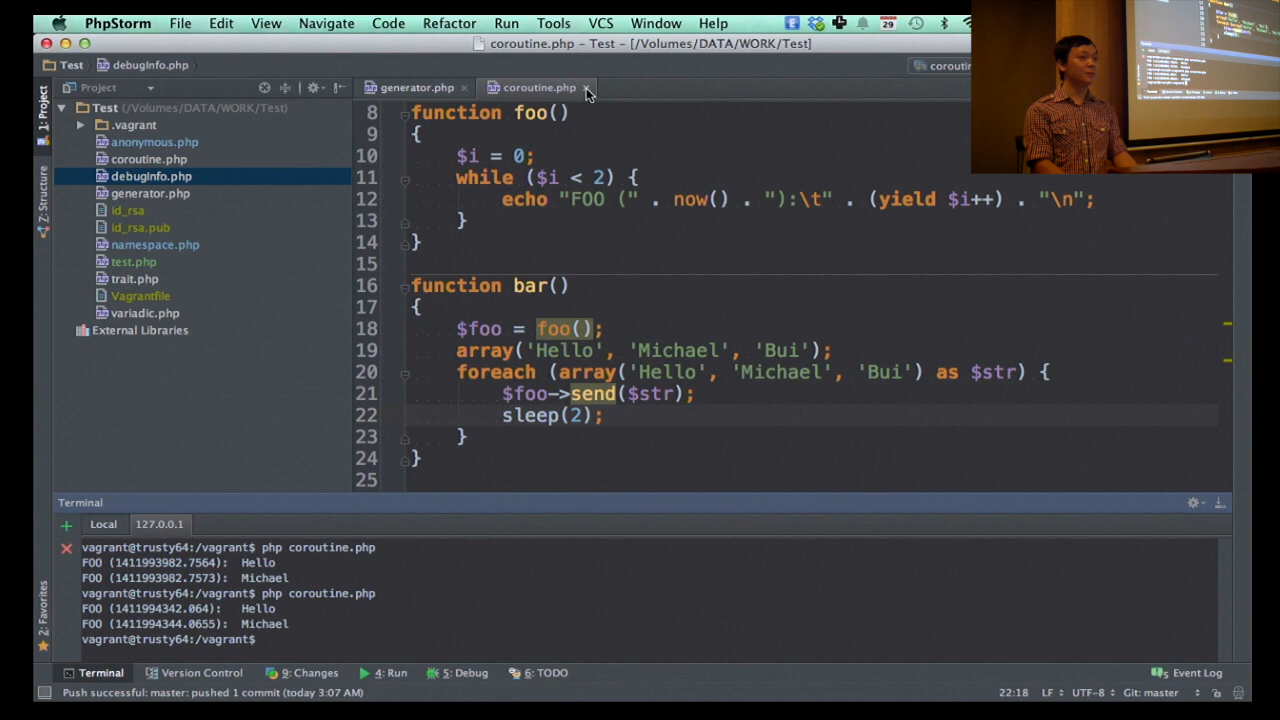 PhpStorm File Edit View Navigate Code Refactor Run Tools VCS Window Help 29
coroutine.php - Test - [/Volumes/DATA/WORK/Test]
Test debugInfo.php
Project generator.php coroutine.php
1: Project
Z: Structure
2: Favorites
Test (/Volumes/DATA/WORK/Test)
.vagrant
anonymous.php
coroutine.php
debugInfo.php
generator.php
id_rsa
id_rsa.pub
namespace.php
test.php
trait.php
Vagrantfile
variadic.php
External Libraries
8 function foo()
9 {
10 $i = 0;
11 while ($i < 2) {
12 echo "FOO (" . now() . "):\t" . (yield $i++) . "\n";
13 }
14 }
15
16 function bar()
17 {
18 $foo = foo();
19 array('Hello', 'Michael', 'Bui');
20 foreach (array('Hello', 'Michael', 'Bui') as $str) {
21 $foo->send($str);
22 sleep(2);
23 }
24 }
25
Terminal
Local 127.0.0.1
vagrant@trusty64:/vagrant$ php coroutine.php
FOO (1411993982.7564): Hello
FOO (1411993982.7573): Michael
vagrant@trusty64:/vagrant$ php coroutine.php
FOO (1411994342.064): Hello
FOO (1411994344.0655): Michael
vagrant@trusty64:/vagrant$
Terminal Version Control 9: Changes 4: Run 5: Debug 6: TODO Event Log
Push successful: master: pushed 1 commit (today 3:07 AM) 22:18 LF UTF-8 Git: master